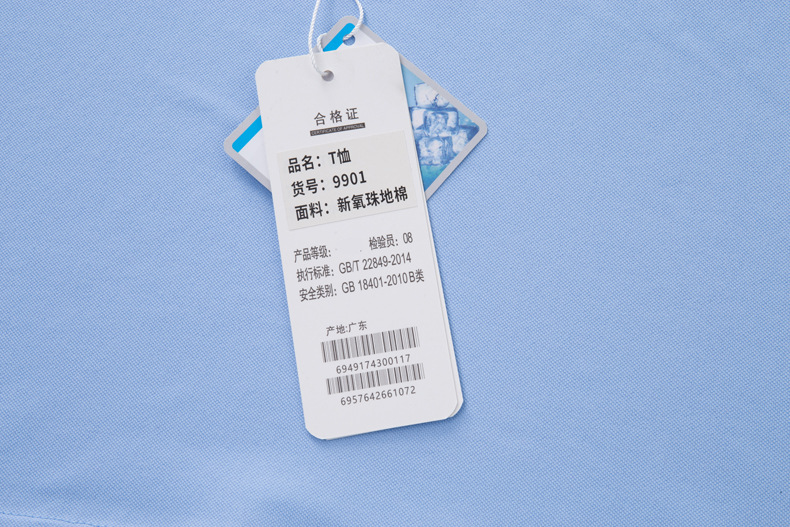 合格证
CERTIFICATE OF APPROVAL
品名：T恤
货号：9901
面料：新氧珠地棉
产品等级： 检验员：08
执行标准：GB/T 22849-2014
安全类别：GB 18401-2010 B类
产地:广东
6949174300117
6957642661072